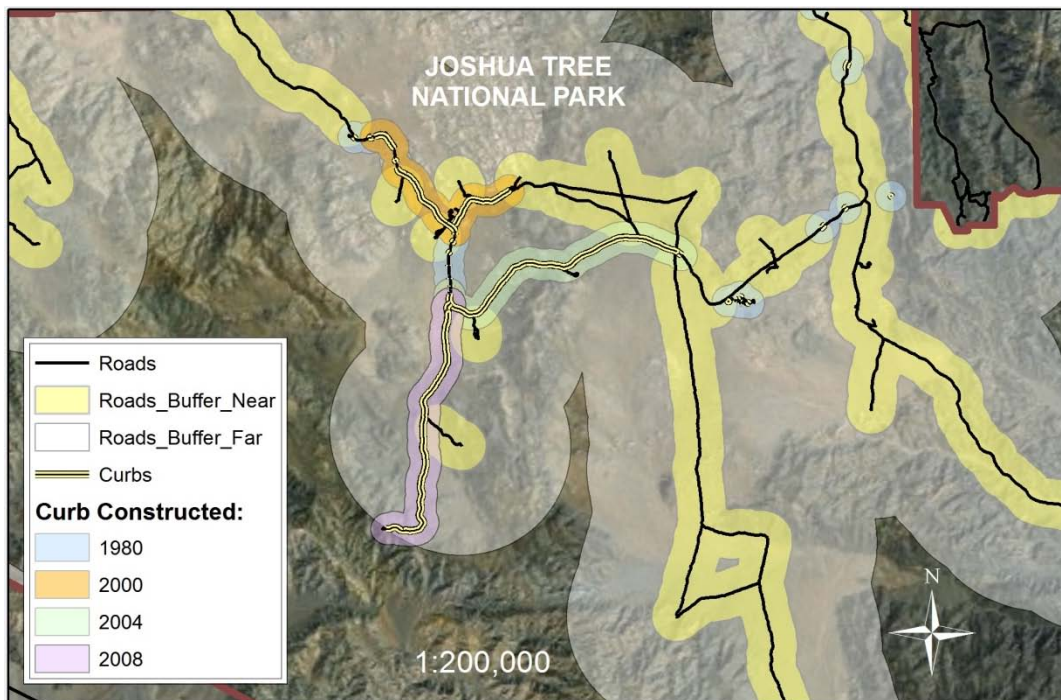 JOSHUA TREE
NATIONAL PARK
Roads
Roads_Buffer_Near
Roads_Buffer_Far
Curbs
Curb Constructed:
1980
2000
2004
2008
1:200,000
N